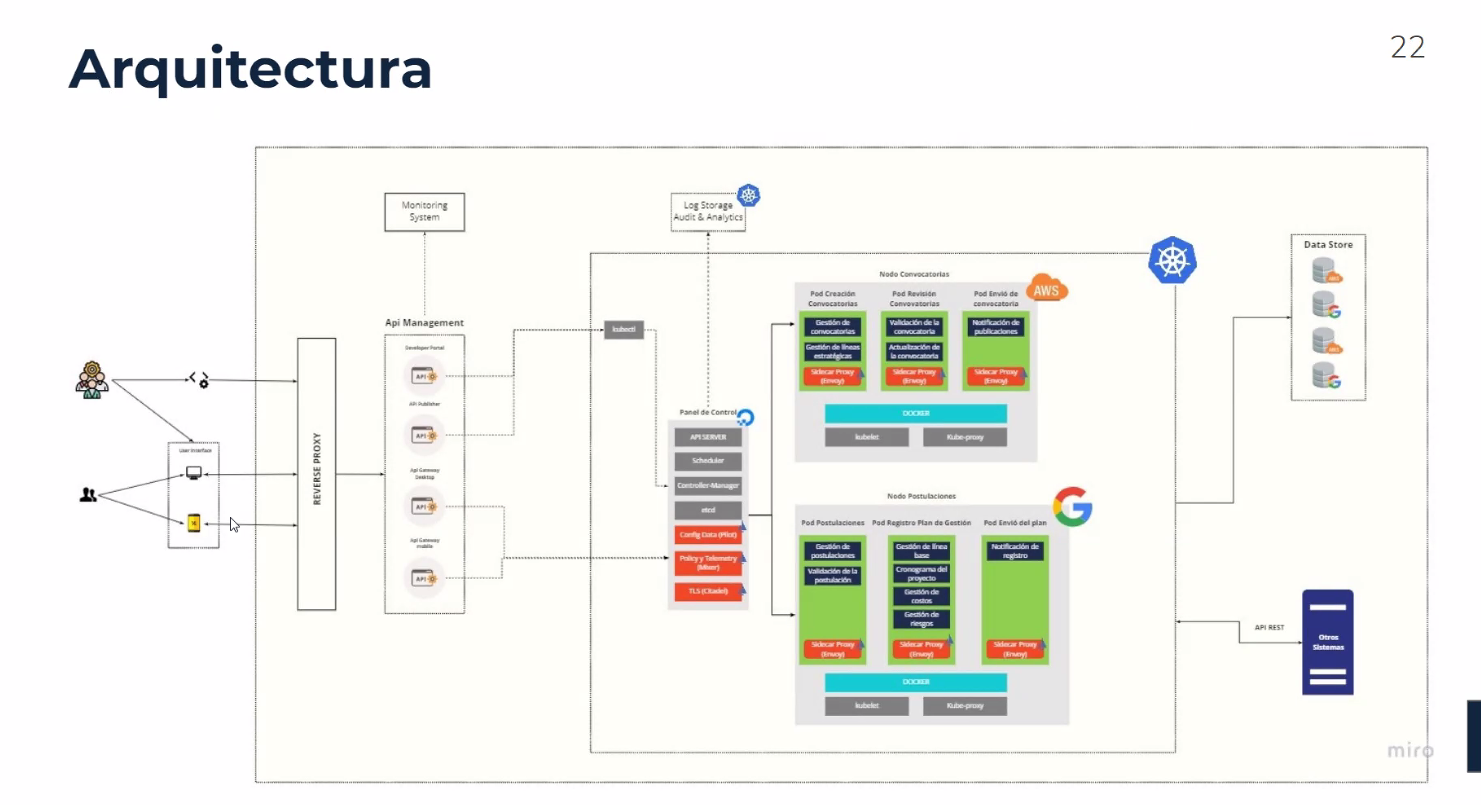 Arquitectura
22
Monitoring
System
Log Storage
Audit & Analytics
Api Management
Developer Portal
API
API Publisher
API
Api Gateway
Desktop
API
Api Gateway
mobile
API
User Interface
REVERSE PROXY
kubectl
Panel de Control
API SERVER
Scheduler
Controller-Manager
etcd
Config Data (Pilot)
Policy y Telemetry
(Mixer)
TLS (Citadel)
Nodo Convocatorias
AWS
Pod Creación
Convocatorias
Gestión de
convocatorias
Gestión de líneas
estratégicas
Sidecar Proxy
(Envoy)
Pod Revisión
Convovatorias
Validación de la
convocatoria
Actualización de
la convocatoria
Sidecar Proxy
(Envoy)
Pod Envió de
convocatoria
Notificación de
publicaciones
Sidecar Proxy
(Envoy)
DOCKER
kubelet
Kube-proxy
Nodo Postulaciones
Pod Postulaciones
Gestión de
postulaciones
Validación de la
postulación
Sidecar Proxy
(Envoy)
Pod Registro Plan de Gestión
Gestión de línea
base
Cronograma del
proyecto
Gestión de
costos
Gestión de
riesgos
Sidecar Proxy
(Envoy)
Pod Envió del plan
Notificación de
registro
Sidecar Proxy
(Envoy)
DOCKER
kubelet
Kube-proxy
Data Store
AWS
AWS
API REST
Otros
Sistemas
miro